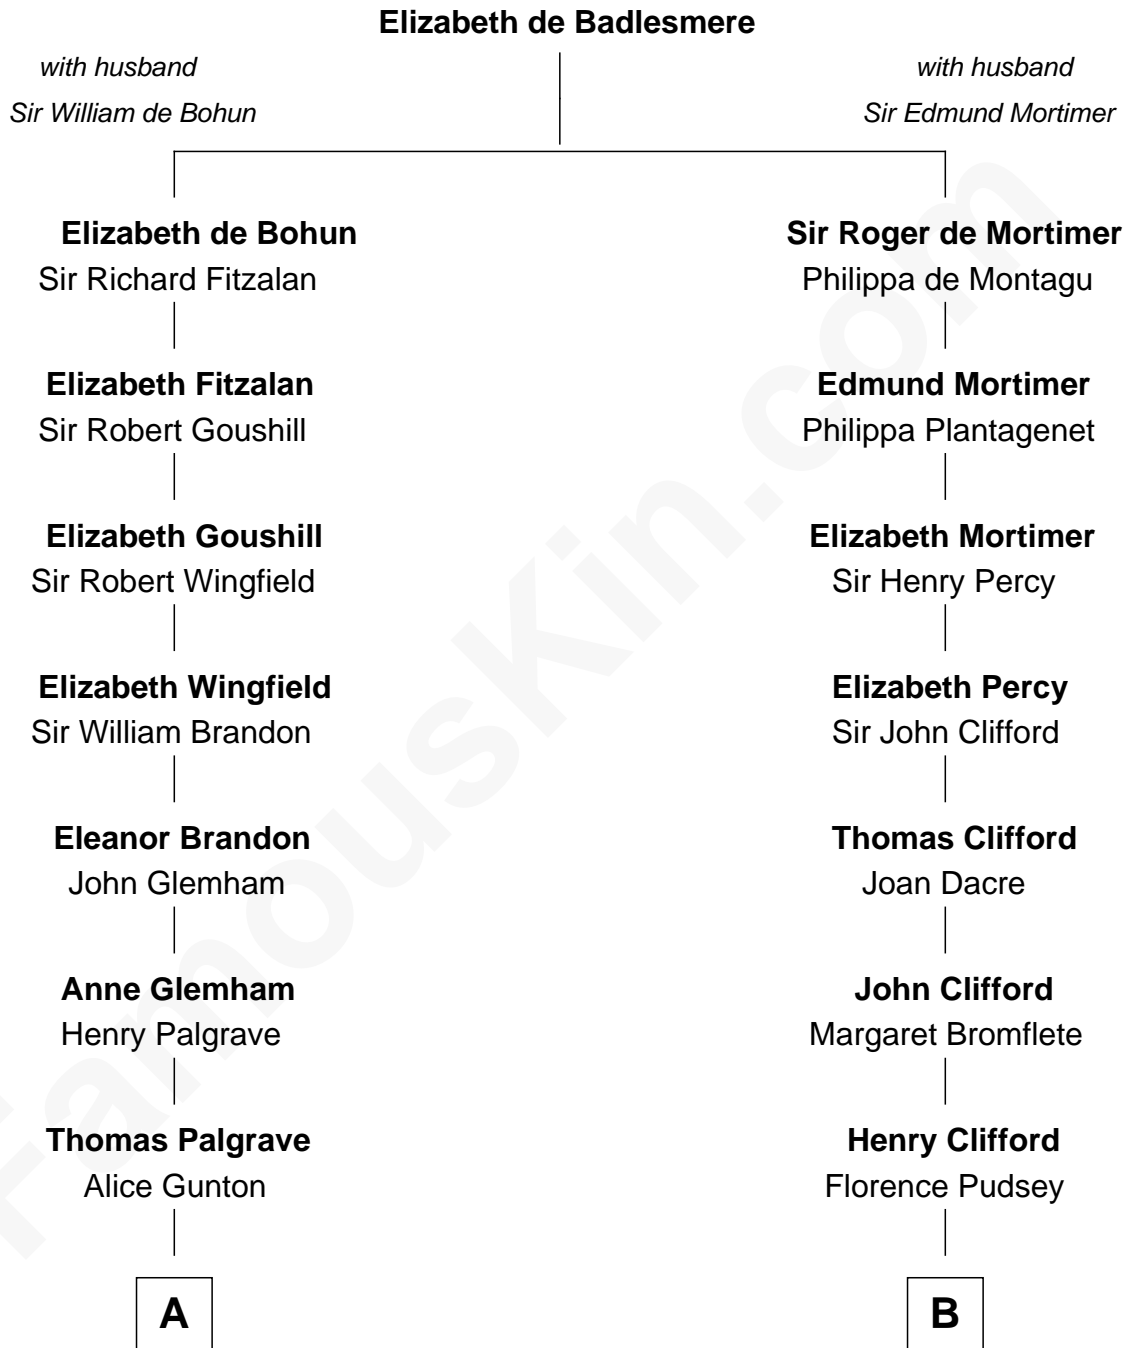 Elizabeth de Badlesmere
with husband
Sir William de Bohun
with husband
Sir Edmund Mortimer
Elizabeth de Bohun
Sir Richard Fitzalan
Elizabeth Fitzalan
Sir Robert Goushill
Elizabeth Goushill
Sir Robert Wingfield
Elizabeth Wingfield
Sir William Brandon
Eleanor Brandon
John Glemham
Anne Glemham
Henry Palgrave
Thomas Palgrave
Alice Gunton
A
Sir Roger de Mortimer
Philippa de Montagu
Edmund Mortimer
Philippa Plantagenet
Elizabeth Mortimer
Sir Henry Percy
Elizabeth Percy
Sir John Clifford
Thomas Clifford
Joan Dacre
John Clifford
Margaret Bromflete
Henry Clifford
Florence Pudsey
B
FamousKin.com